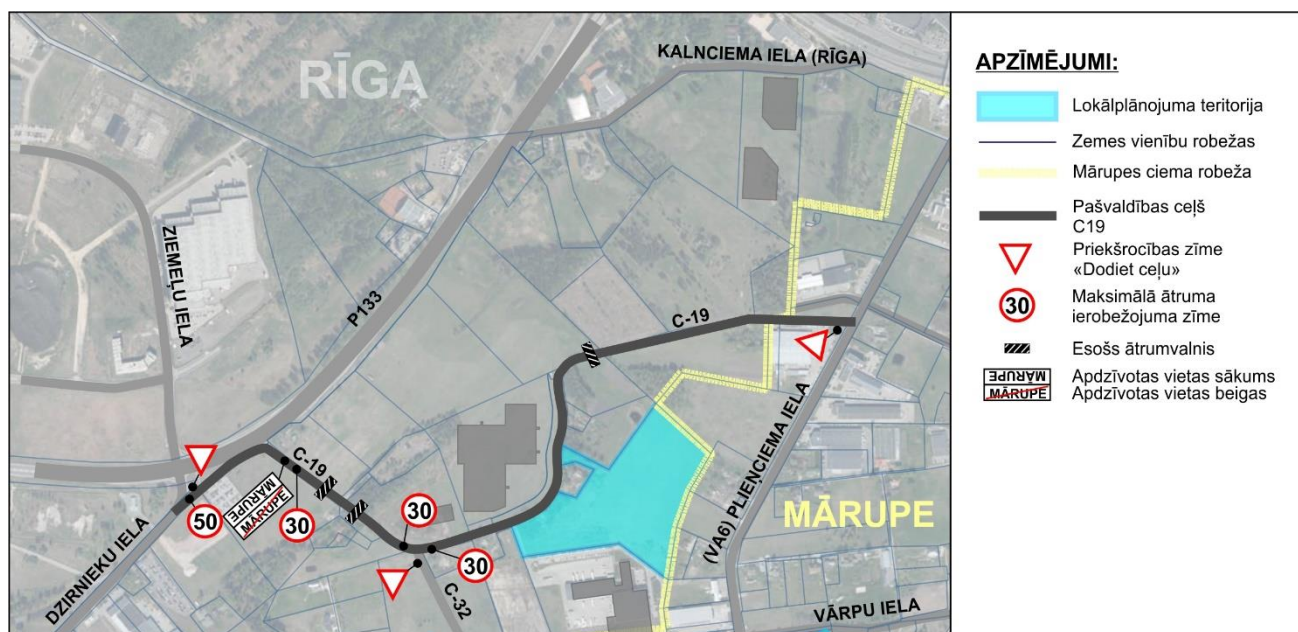 RĪGA
KALNCIEMA IELA (RĪGA)
ZIEMEĻU IELA
P133
C-19
C-19
MĀRUPE
MĀRUPE
50
30
30
30
DZIRNIEKU IELA
C-32
(VA6) PLIEŅCIEMA IELA
MĀRUPE
VĀRPU IELA
APZĪMĒJUMI:
Lokālplānojuma teritorija
Zemes vienību robežas
Mārupes ciema robeža
Pašvaldības ceļš
C19
Priekšrocības zīme
«Dodiet ceļu»
30
Maksimālā ātruma
ierobežojuma zīme
Esošs ātrumvalnis
MĀRUPE
MĀRUPE
Apdzīvotas vietas sākums
Apdzīvotas vietas beigas